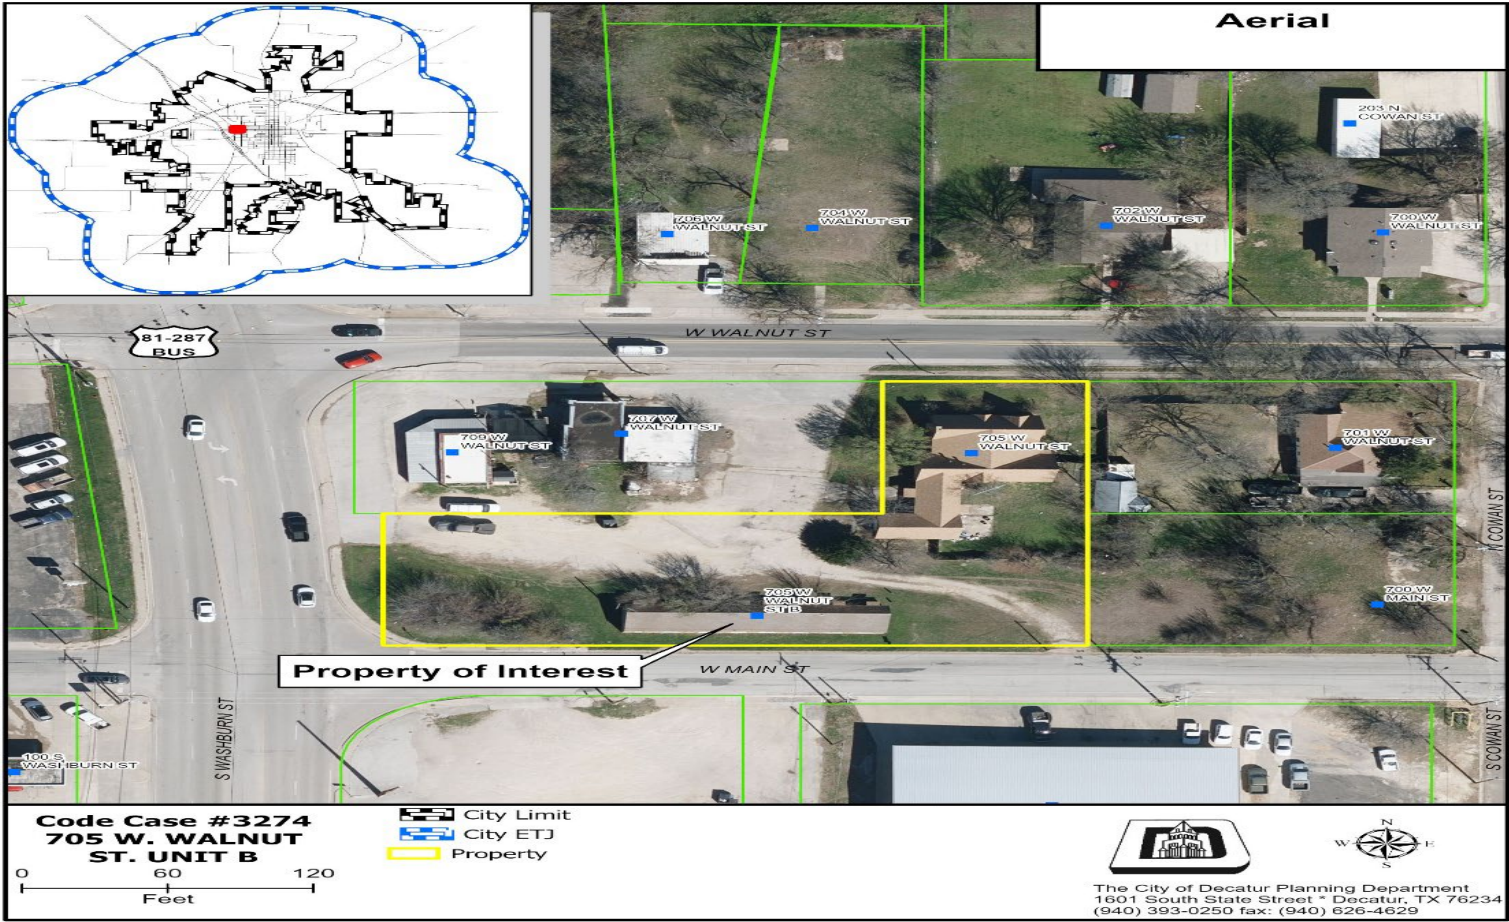 Aerial
203 N
COWAN ST
706 W
WALNUT ST
704 W
WALNUT ST
702 W
WALNUT ST
700 W
WALNUT ST
81-287
BUS
W WALNUT ST
709 W
WALNUT ST
707 W
WALNUT ST
705 W
WALNUT ST
701 W
WALNUT ST
N COWAN ST
705 W
WALNUT
ST B
700 W
MAIN ST
Property of Interest
W MAIN ST
S WASHBURN ST
S COWAN ST
100 S
WASHBURN ST
Code Case #3274
705 W. WALNUT
ST. UNIT B
0 60 120
Feet
City Limit
City ETJ
Property
D
N
W E
S
The City of Decatur Planning Department
1601 South State Street * Decatur, TX 76234
(940) 393-0250 fax: (940) 626-4629